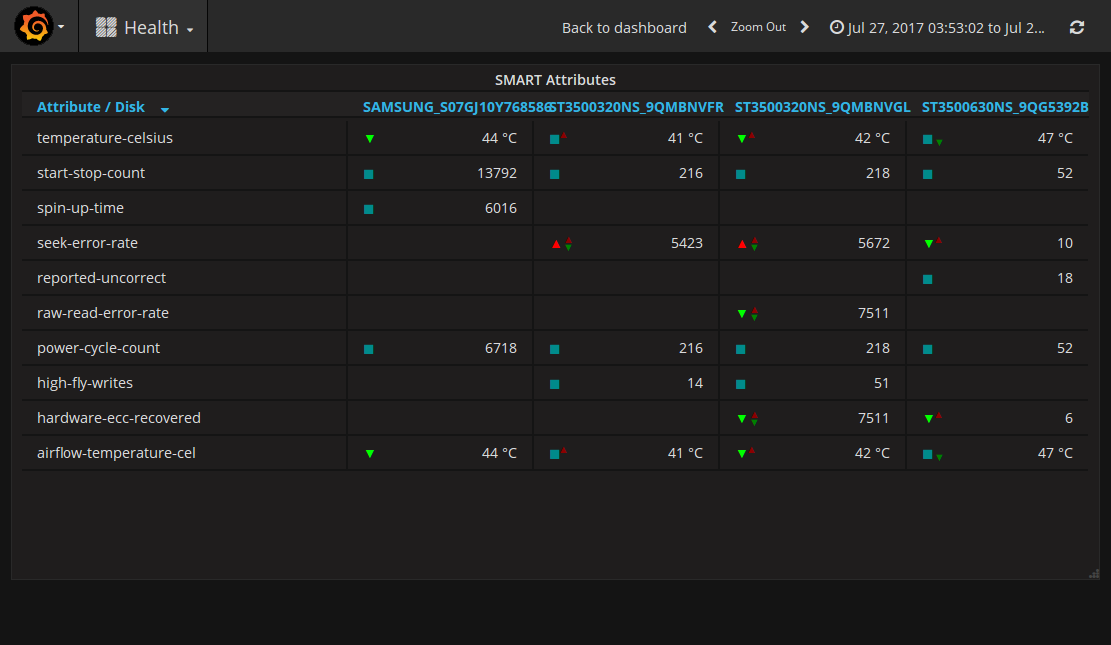 Health Back to dashboard Zoom Out Jul 27, 2017 03:53:02 to Jul 2...
SMART Attributes
Attribute / Disk SAMSUNG_S07GJ10Y768586 ST3500320NS_9QMBNVFR ST3500320NS_9QMBNVGL ST3500630NS_9QG5392B
temperature-celsius 44 °C 41 °C 42 °C 47 °C
start-stop-count 13792 216 218 52
spin-up-time 6016
seek-error-rate 5423 5672 10
reported-uncorrect 18
raw-read-error-rate 7511
power-cycle-count 6718 216 218 52
high-fly-writes 14 51
hardware-ecc-recovered 7511 6
airflow-temperature-cel 44 °C 41 °C 42 °C 47 °C